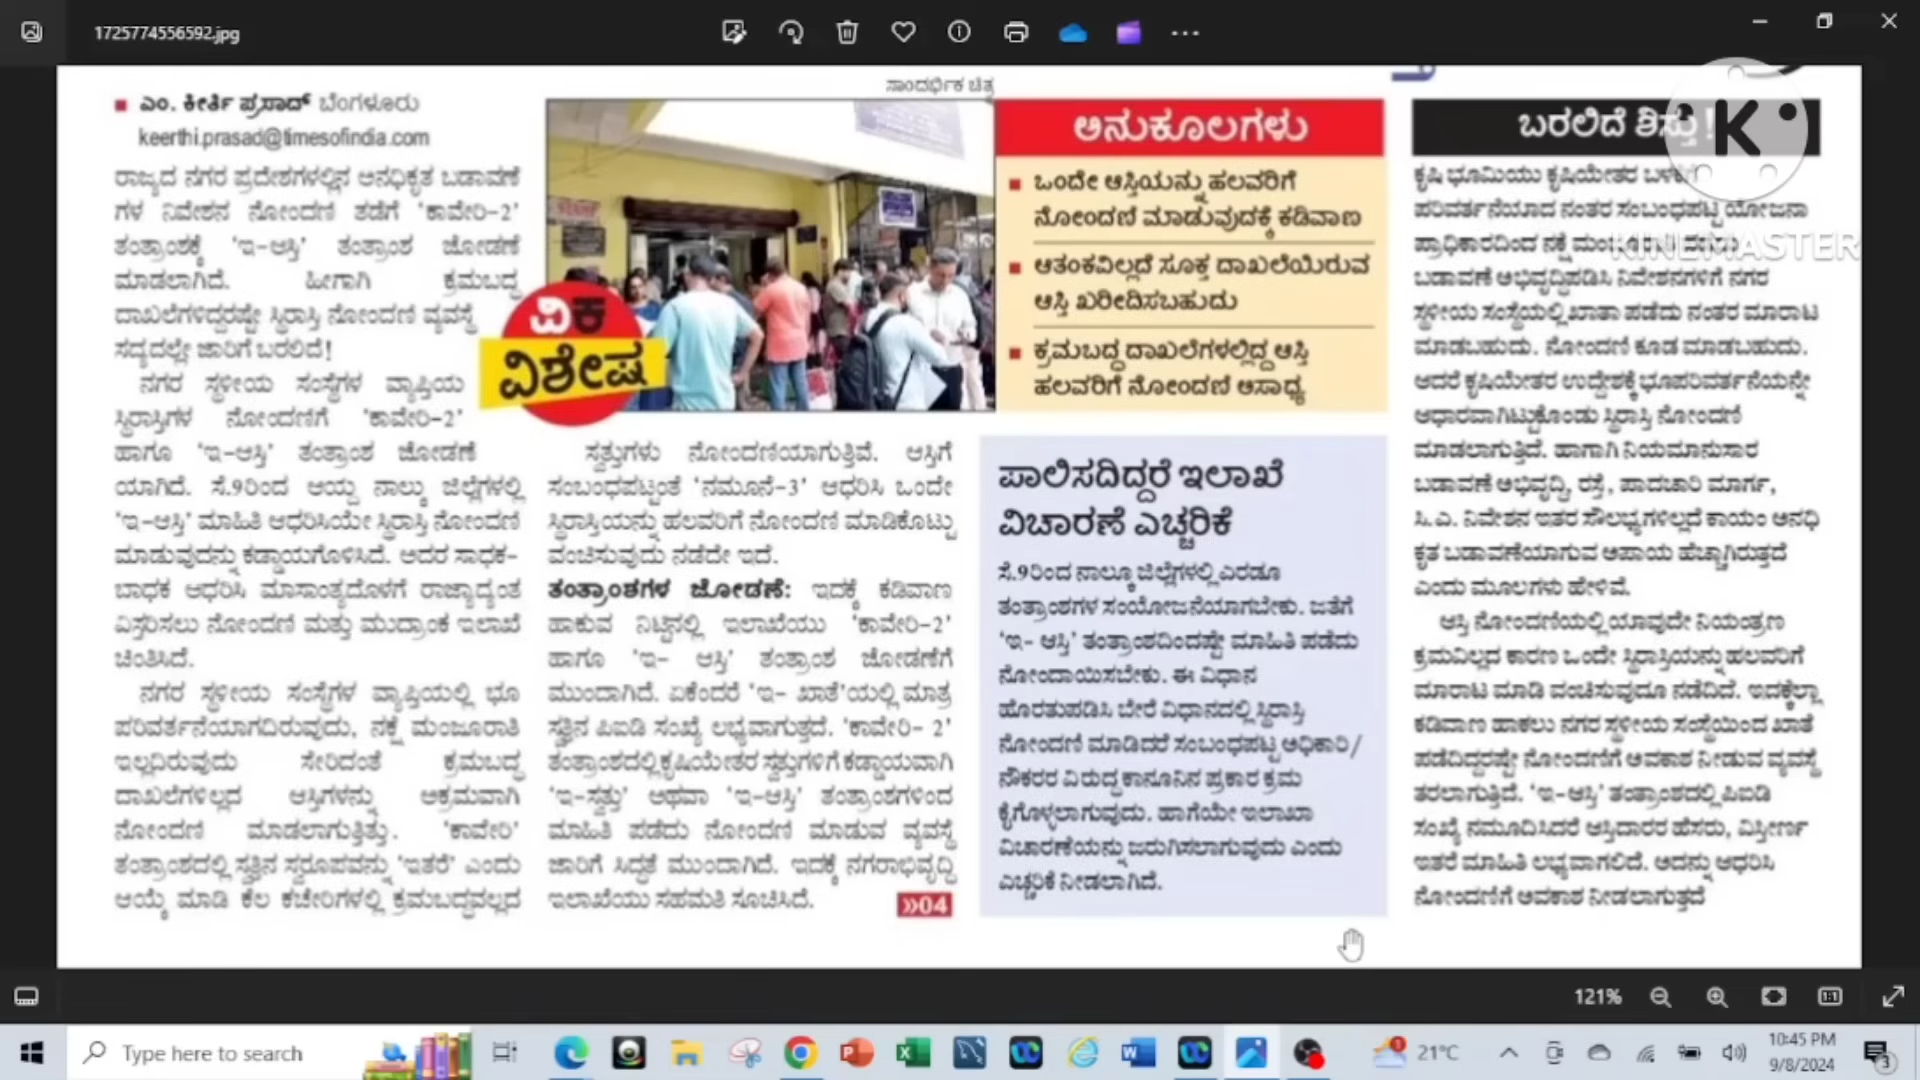 1725774556592.jpg
ಸಾಂದರ್ಭಿಕ ಚಿತ್ರ
ಎಂ. ಕೀರ್ತಿ ಪ್ರಸಾದ್ ಬೆಂಗಳೂರು
keerthi.prasad@timesofindia.com
ರಾಜ್ಯದ ನಗರ ಪ್ರದೇಶಗಳಲ್ಲಿನ ಅನಧಿಕೃತ ಬಡಾವಣೆ
ಗಳ ನಿವೇಶನ ನೋಂದಣಿ ತಡೆಗೆ ‘ಕಾವೇರಿ-2’
ತಂತ್ರಾಂಶಕ್ಕೆ ‘ಇ-ಆಸ್ತಿ’ ತಂತ್ರಾಂಶ ಜೋಡಣೆ
ಮಾಡಲಾಗಿದೆ. ಹೀಗಾಗಿ ಕ್ರಮಬದ್ಧ
ದಾಖಲೆಗಳಿದ್ದರಷ್ಟೇ ಸ್ಥಿರಾಸ್ತಿ ನೋಂದಣಿ ವ್ಯವಸ್ಥೆ
ಸದ್ಯದಲ್ಲೇ ಜಾರಿಗೆ ಬರಲಿದೆ!
ನಗರ ಸ್ಥಳೀಯ ಸಂಸ್ಥೆಗಳ ವ್ಯಾಪ್ತಿಯ
ಸ್ಥಿರಾಸ್ತಿಗಳ ನೋಂದಣಿಗೆ ‘ಕಾವೇರಿ-2’
ಹಾಗೂ ‘ಇ-ಆಸ್ತಿ’ ತಂತ್ರಾಂಶ ಜೋಡಣೆ
ಯಾಗಿದೆ. ಸೆ.9ರಿಂದ ಆಯ್ದ ನಾಲ್ಕು ಜಿಲ್ಲೆಗಳಲ್ಲಿ
‘ಇ-ಆಸ್ತಿ’ ಮಾಹಿತಿ ಆಧರಿಸಿಯೇ ಸ್ಥಿರಾಸ್ತಿ ನೋಂದಣಿ
ಮಾಡುವುದನ್ನು ಕಡ್ಡಾಯಗೊಳಿಸಿದೆ. ಅದರ ಸಾಧಕ-
ಬಾಧಕ ಆಧರಿಸಿ ಮಾಸಾಂತ್ಯದೊಳಗೆ ರಾಜ್ಯಾದ್ಯಂತ
ವಿಸ್ತರಿಸಲು ನೋಂದಣಿ ಮತ್ತು ಮುದ್ರಾಂಕ ಇಲಾಖೆ
ಚಿಂತಿಸಿದೆ.
ನಗರ ಸ್ಥಳೀಯ ಸಂಸ್ಥೆಗಳ ವ್ಯಾಪ್ತಿಯಲ್ಲಿ ಭೂ
ಪರಿವರ್ತನೆಯಾಗದಿರುವುದು, ನಕ್ಷೆ ಮಂಜೂರಾತಿ
ಇಲ್ಲದಿರುವುದು ಸೇರಿದಂತೆ ಕ್ರಮಬದ್ಧ
ದಾಖಲೆಗಳಿಲ್ಲದ ಆಸ್ತಿಗಳನ್ನು ಅಕ್ರಮವಾಗಿ
ನೋಂದಣಿ ಮಾಡಲಾಗುತ್ತಿತ್ತು. ‘ಕಾವೇರಿ’
ತಂತ್ರಾಂಶದಲ್ಲಿ ಸ್ವತ್ತಿನ ಸ್ವರೂಪವನ್ನು ‘ಇತರೆ’ ಎಂದು
ಆಯ್ಕೆ ಮಾಡಿ ಕೆಲ ಕಚೇರಿಗಳಲ್ಲಿ ಕ್ರಮಬದ್ಧವಲ್ಲದ
ವಿಕ
ವಿಶೇಷ
ಸ್ವತ್ತುಗಳು ನೋಂದಣಿಯಾಗುತ್ತಿವೆ. ಆಸ್ತಿಗೆ
ಸಂಬಂಧಪಟ್ಟಂತೆ ‘ನಮೂನೆ-3’ ಆಧರಿಸಿ ಒಂದೇ
ಸ್ಥಿರಾಸ್ತಿಯನ್ನು ಹಲವರಿಗೆ ನೋಂದಣಿ ಮಾಡಿಕೊಟ್ಟು
ವಂಚಿಸುವುದು ನಡೆದೇ ಇದೆ.
ತಂತ್ರಾಂಶಗಳ ಜೋಡಣೆ: ಇದಕ್ಕೆ ಕಡಿವಾಣ
ಹಾಕುವ ನಿಟ್ಟಿನಲ್ಲಿ ಇಲಾಖೆಯು ‘ಕಾವೇರಿ-2’
ಹಾಗೂ ‘ಇ- ಆಸ್ತಿ’ ತಂತ್ರಾಂಶ ಜೋಡಣೆಗೆ
ಮುಂದಾಗಿದೆ. ಏಕೆಂದರೆ ‘ಇ- ಖಾತೆ’ಯಲ್ಲಿ ಮಾತ್ರ
ಸ್ವತ್ತಿನ ಪಿಐಡಿ ಸಂಖ್ಯೆ ಲಭ್ಯವಾಗುತ್ತದೆ. ‘ಕಾವೇರಿ- 2’
ತಂತ್ರಾಂಶದಲ್ಲಿ ಕೃಷಿಯೇತರ ಸ್ವತ್ತುಗಳಿಗೆ ಕಡ್ಡಾಯವಾಗಿ
‘ಇ-ಸ್ವತ್ತು’ ಅಥವಾ ‘ಇ-ಆಸ್ತಿ’ ತಂತ್ರಾಂಶಗಳಿಂದ
ಮಾಹಿತಿ ಪಡೆದು ನೋಂದಣಿ ಮಾಡುವ ವ್ಯವಸ್ಥೆ
ಜಾರಿಗೆ ಸಿದ್ಧತೆ ಮುಂದಾಗಿದೆ. ಇದಕ್ಕೆ ನಗರಾಭಿವೃದ್ಧಿ
ಇಲಾಖೆಯು ಸಹಮತಿ ಸೂಚಿಸಿದೆ.
»04
ಅನುಕೂಲಗಳು
ಒಂದೇ ಆಸ್ತಿಯನ್ನು ಹಲವರಿಗೆ
ನೋಂದಣಿ ಮಾಡುವುದಕ್ಕೆ ಕಡಿವಾಣ
ಆತಂಕವಿಲ್ಲದೆ ಸೂಕ್ತ ದಾಖಲೆಯಿರುವ
ಆಸ್ತಿ ಖರೀದಿಸಬಹುದು
ಕ್ರಮಬದ್ಧ ದಾಖಲೆಗಳಲ್ಲಿದ್ದ ಆಸ್ತಿ
ಹಲವರಿಗೆ ನೋಂದಣಿ ಅಸಾಧ್ಯ
ಪಾಲಿಸದಿದ್ದರೆ ಇಲಾಖೆ
ವಿಚಾರಣೆ ಎಚ್ಚರಿಕೆ
ಸೆ.9ರಿಂದ ನಾಲ್ಕೂ ಜಿಲ್ಲೆಗಳಲ್ಲಿ ಎರಡೂ
ತಂತ್ರಾಂಶಗಳ ಸಂಯೋಜನೆಯಾಗಬೇಕು. ಜತೆಗೆ
‘ಇ- ಆಸ್ತಿ’ ತಂತ್ರಾಂಶದಿಂದಷ್ಟೇ ಮಾಹಿತಿ ಪಡೆದು
ನೋಂದಾಯಿಸಬೇಕು. ಈ ವಿಧಾನ
ಹೊರತುಪಡಿಸಿ ಬೇರೆ ವಿಧಾನದಲ್ಲಿ ಸ್ಥಿರಾಸ್ತಿ
ನೋಂದಣಿ ಮಾಡಿದರೆ ಸಂಬಂಧಪಟ್ಟ ಅಧಿಕಾರಿ/
ನೌಕರರ ವಿರುದ್ಧ ಕಾನೂನಿನ ಪ್ರಕಾರ ಕ್ರಮ
ಕೈಗೊಳ್ಳಲಾಗುವುದು. ಹಾಗೆಯೇ ಇಲಾಖಾ
ವಿಚಾರಣೆಯನ್ನು ಜರುಗಿಸಲಾಗುವುದು ಎಂದು
ಎಚ್ಚರಿಕೆ ನೀಡಲಾಗಿದೆ.
ಬರಲಿದೆ ಶಿಸ್ತು!
ಕೃಷಿ ಭೂಮಿಯು ಕೃಷಿಯೇತರ ಬಳಕೆಗೆ
ಪರಿವರ್ತನೆಯಾದ ನಂತರ ಸಂಬಂಧಪಟ್ಟ ಯೋಜನಾ
ಪ್ರಾಧಿಕಾರದಿಂದ ನಕ್ಷೆ ಮಂಜೂರಾತಿ ಪಡೆದು
KINEMASTER
ಬಡಾವಣೆ ಅಭಿವೃದ್ಧಿಪಡಿಸಿ ನಿವೇಶನಗಳಿಗೆ ನಗರ
ಸ್ಥಳೀಯ ಸಂಸ್ಥೆಯಲ್ಲಿ ಖಾತಾ ಪಡೆದು ನಂತರ ಮಾರಾಟ
ಮಾಡಬಹುದು. ನೋಂದಣಿ ಕೂಡ ಮಾಡಬಹುದು.
ಆದರೆ ಕೃಷಿಯೇತರ ಉದ್ದೇಶಕ್ಕೆ ಭೂಪರಿವರ್ತನೆಯನ್ನೇ
ಆಧಾರವಾಗಿಟ್ಟುಕೊಂಡು ಸ್ಥಿರಾಸ್ತಿ ನೋಂದಣಿ
ಮಾಡಲಾಗುತ್ತಿದೆ. ಹಾಗಾಗಿ ನಿಯಮಾನುಸಾರ
ಬಡಾವಣೆ ಅಭಿವೃದ್ಧಿ, ರಸ್ತೆ, ಪಾದಚಾರಿ ಮಾರ್ಗ,
ಸಿ.ಎ. ನಿವೇಶನ ಇತರ ಸೌಲಭ್ಯಗಳಿಲ್ಲದೆ ಕಾಯಂ ಅನಧಿ
ಕೃತ ಬಡಾವಣೆಯಾಗುವ ಅಪಾಯ ಹೆಚ್ಚಾಗಿರುತ್ತದೆ
ಎಂದು ಮೂಲಗಳು ಹೇಳಿವೆ.
ಆಸ್ತಿ ನೋಂದಣಿಯಲ್ಲಿ ಯಾವುದೇ ನಿಯಂತ್ರಣ
ಕ್ರಮವಿಲ್ಲದ ಕಾರಣ ಒಂದೇ ಸ್ಥಿರಾಸ್ತಿಯನ್ನು ಹಲವರಿಗೆ
ಮಾರಾಟ ಮಾಡಿ ವಂಚಿಸುವುದೂ ನಡೆದಿದೆ. ಇದಕ್ಕೆಲ್ಲಾ
ಕಡಿವಾಣ ಹಾಕಲು ನಗರ ಸ್ಥಳೀಯ ಸಂಸ್ಥೆಯಿಂದ ಖಾತೆ
ಪಡೆದಿದ್ದರಷ್ಟೇ ನೋಂದಣಿಗೆ ಅವಕಾಶ ನೀಡುವ ವ್ಯವಸ್ಥೆ
ತರಲಾಗುತ್ತಿದೆ. ‘ಇ-ಆಸ್ತಿ’ ತಂತ್ರಾಂಶದಲ್ಲಿ ಪಿಐಡಿ
ಸಂಖ್ಯೆ ನಮೂದಿಸಿದರೆ ಆಸ್ತಿದಾರರ ಹೆಸರು, ವಿಸ್ತೀರ್ಣ
ಇತರೆ ಮಾಹಿತಿ ಲಭ್ಯವಾಗಲಿದೆ. ಅದನ್ನು ಆಧರಿಸಿ
ನೋಂದಣಿಗೆ ಅವಕಾಶ ನೀಡಲಾಗುತ್ತದೆ
121%
Type here to search
21°C
10:45 PM
9/8/2024
3